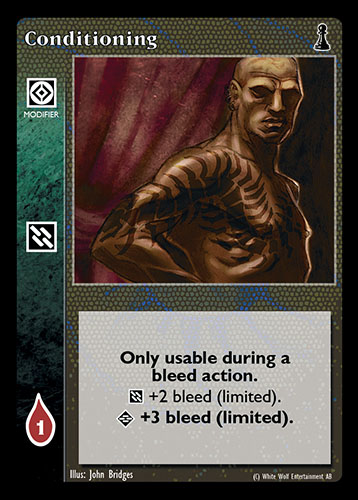 Conditioning
MODIFIER
Only usable during a
bleed action.
+2 bleed (limited).
+3 bleed (limited).
1
Illus: John Bridges
(C) White Wolf Entertainment AB